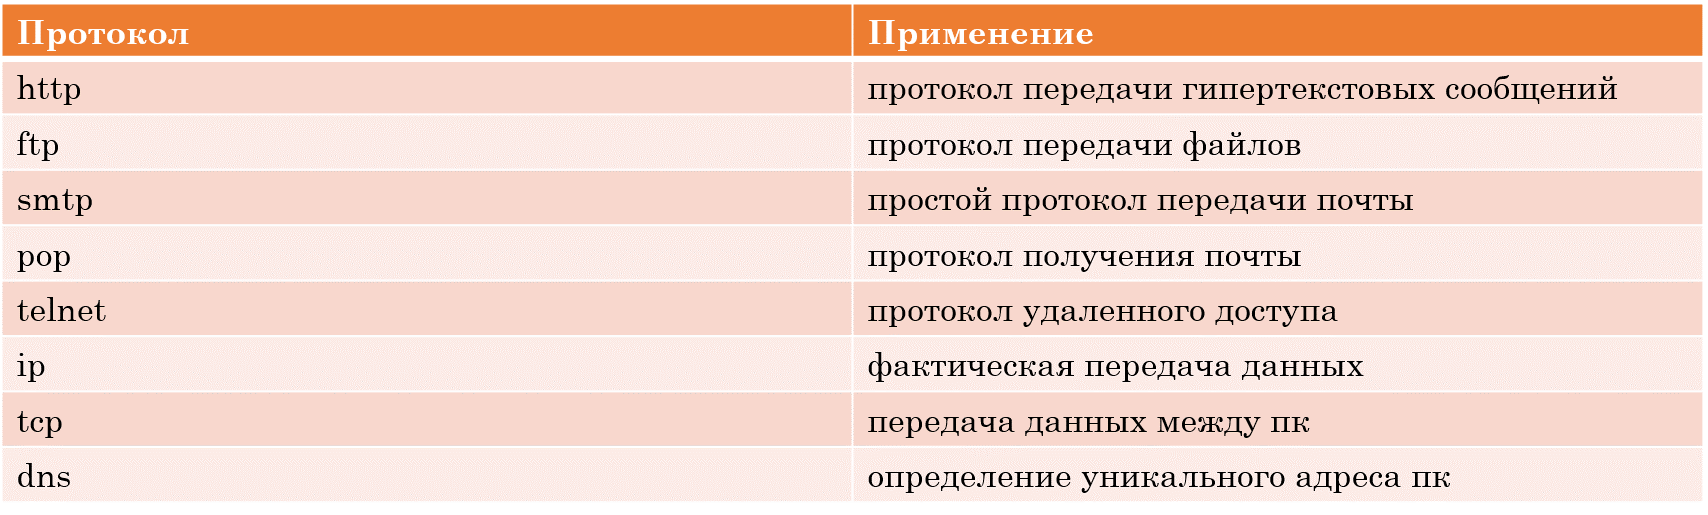 Протокол Применение
http протокол передачи гипертекстовых сообщений
ftp протокол передачи файлов
smtp простой протокол передачи почты
pop протокол получения почты
telnet протокол удаленного доступа
ip фактическая передача данных
tcp передача данных между пк
dns определение уникального адреса пк